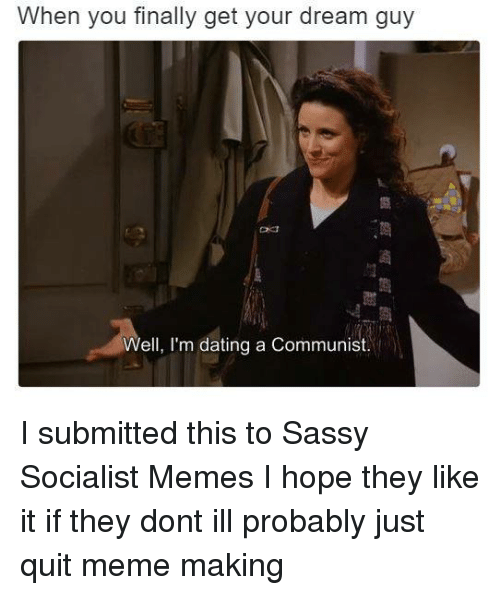 When you finally get your dream guy
Well, I'm dating a Communist.
I submitted this to Sassy
Socialist Memes I hope they like
it if they dont ill probably just
quit meme making